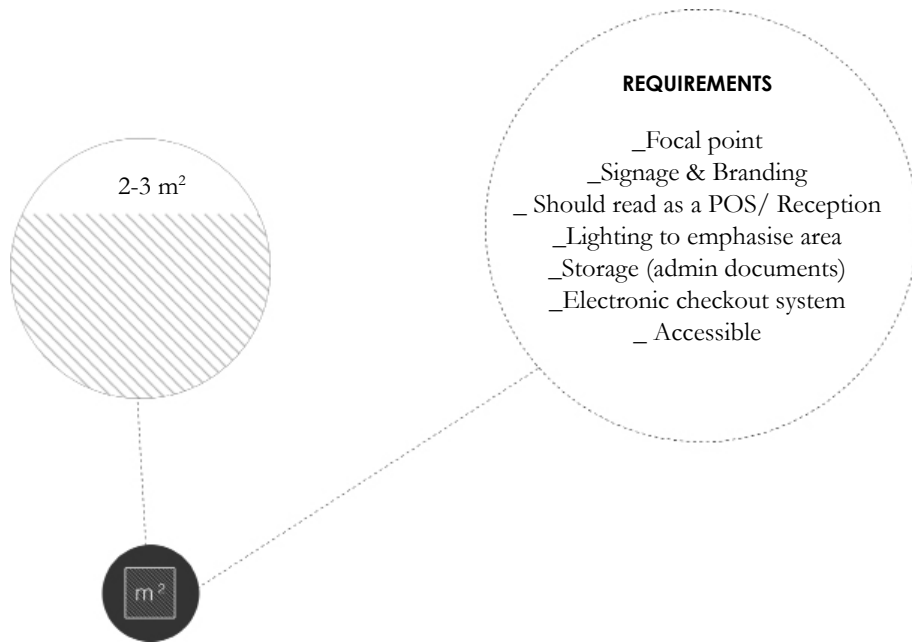 REQUIREMENTS
_Focal point
_Signage & Branding
_ Should read as a POS/ Reception
_Lighting to emphasise area
_Storage (admin documents)
_Electronic checkout system
_ Accessible
2-3 m²
m²